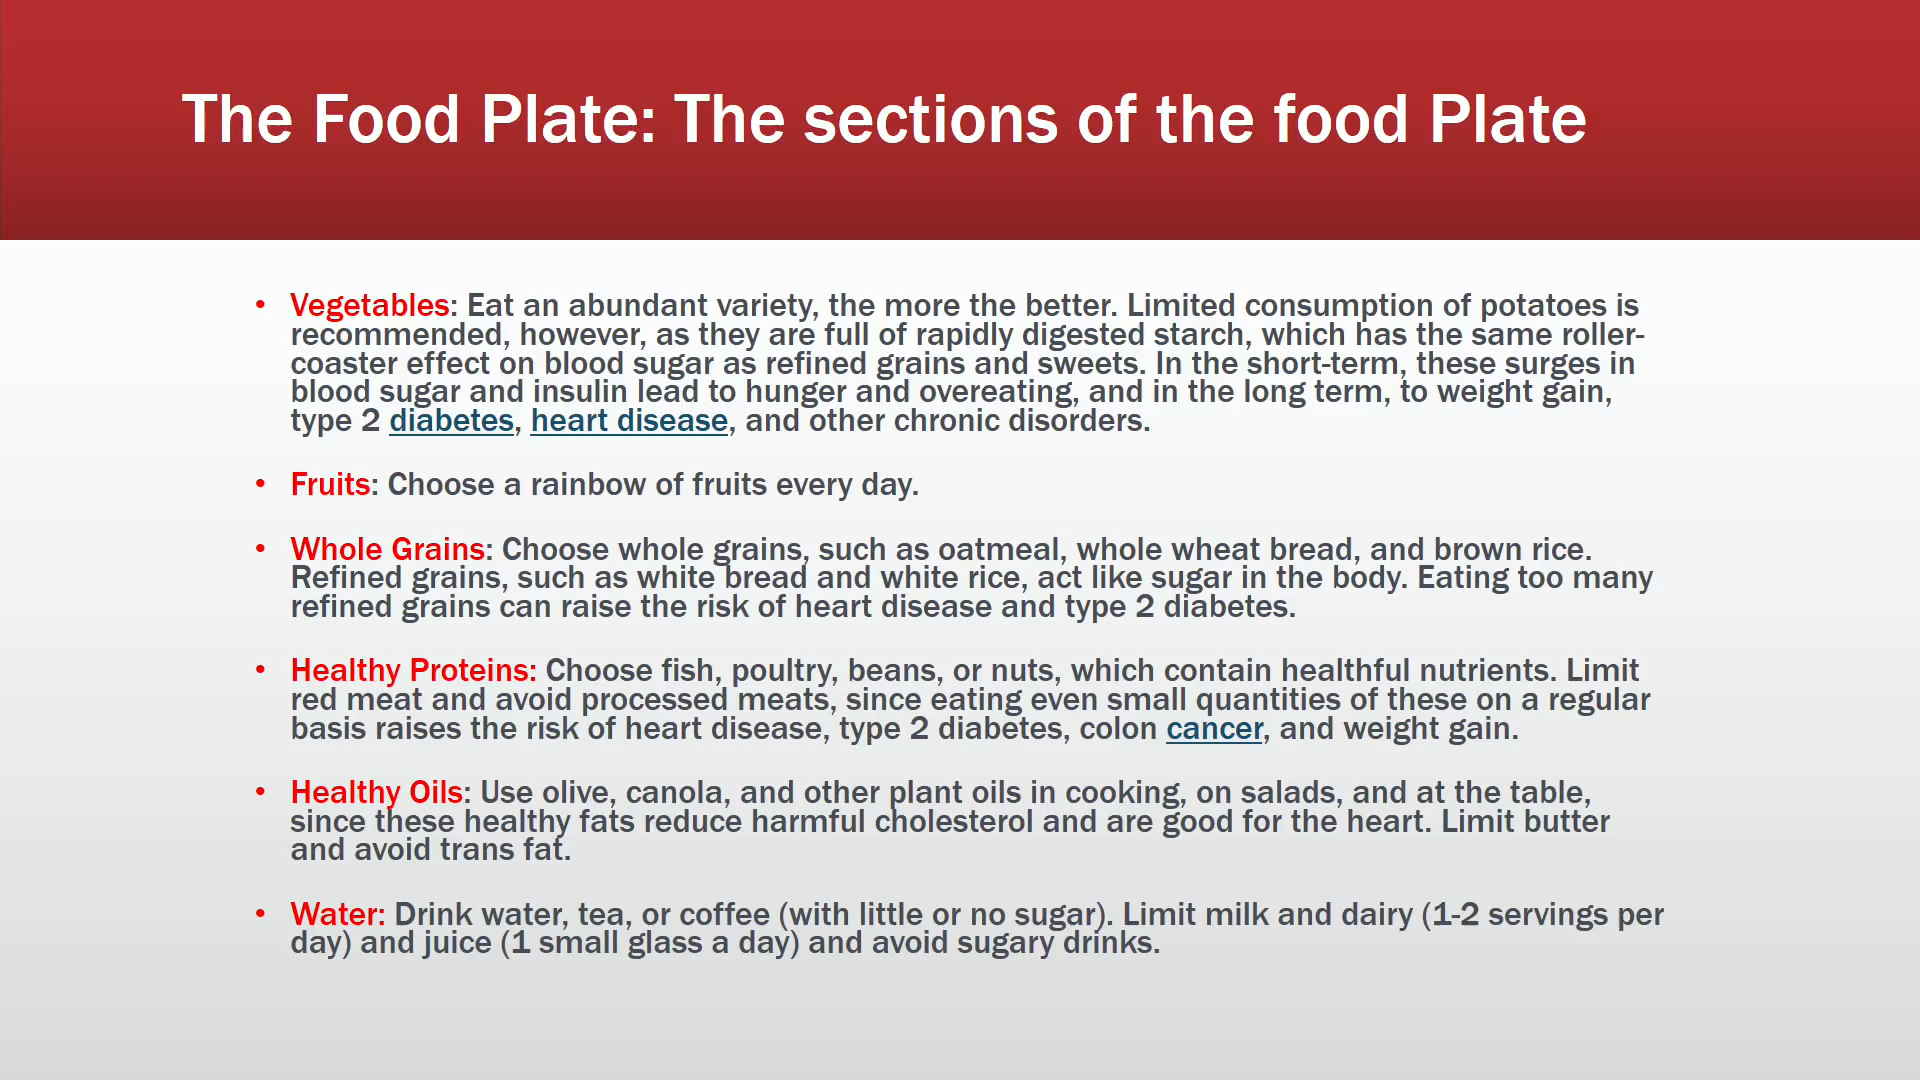 The Food Plate: The sections of the food Plate
• Vegetables: Eat an abundant variety, the more the better. Limited consumption of potatoes is
recommended, however, as they are full of rapidly digested starch, which has the same roller-
coaster effect on blood sugar as refined grains and sweets. In the short-term, these surges in
blood sugar and insulin lead to hunger and overeating, and in the long term, to weight gain,
type 2 diabetes, heart disease, and other chronic disorders.
• Fruits: Choose a rainbow of fruits every day.
• Whole Grains: Choose whole grains, such as oatmeal, whole wheat bread, and brown rice.
Refined grains, such as white bread and white rice, act like sugar in the body. Eating too many
refined grains can raise the risk of heart disease and type 2 diabetes.
• Healthy Proteins: Choose fish, poultry, beans, or nuts, which contain healthful nutrients. Limit
red meat and avoid processed meats, since eating even small quantities of these on a regular
basis raises the risk of heart disease, type 2 diabetes, colon cancer, and weight gain.
• Healthy Oils: Use olive, canola, and other plant oils in cooking, on salads, and at the table,
since these healthy fats reduce harmful cholesterol and are good for the heart. Limit butter
and avoid trans fat.
• Water: Drink water, tea, or coffee (with little or no sugar). Limit milk and dairy (1-2 servings per
day) and juice (1 small glass a day) and avoid sugary drinks.